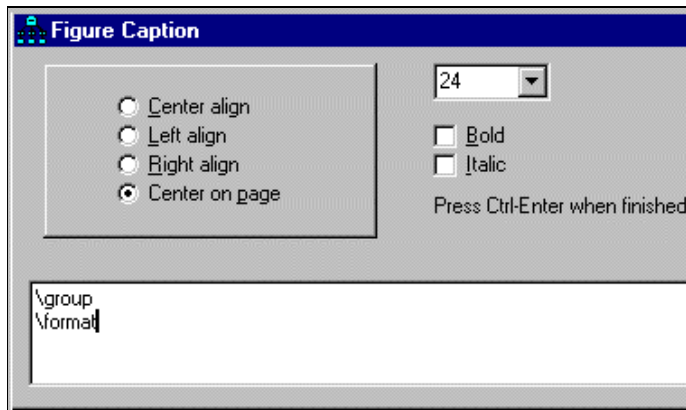 Figure Caption
Center align
Left align
Right align
Center on page
24
Bold
Italic
Press Ctrl-Enter when finished
\group
\format